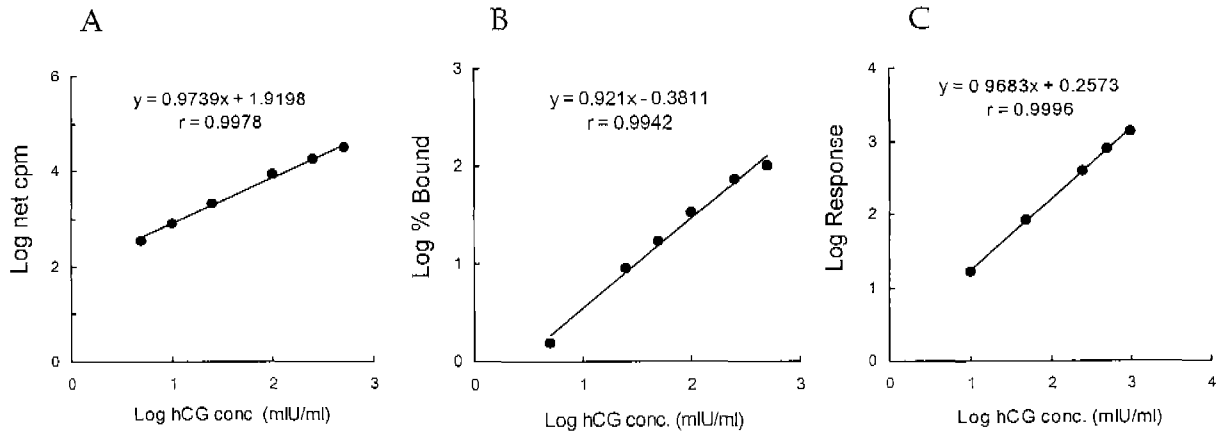 A
6
4
2
0
y = 0.9739x + 1.9198
r = 0.9978
Log net cpm
0 1 2 3
Log hCG conc (mIU/ml)
B
3
2
1
0
y = 0.921x - 0.3811
r = 0.9942
Log % Bound
0 1 2 3
Log hCG conc. (mIU/ml)
C
4
3
2
1
0
y = 0 9683x + 0.2573
r = 0.9996
Log Response
0 1 2 3 4
Log hCG conc. (mIU/ml)